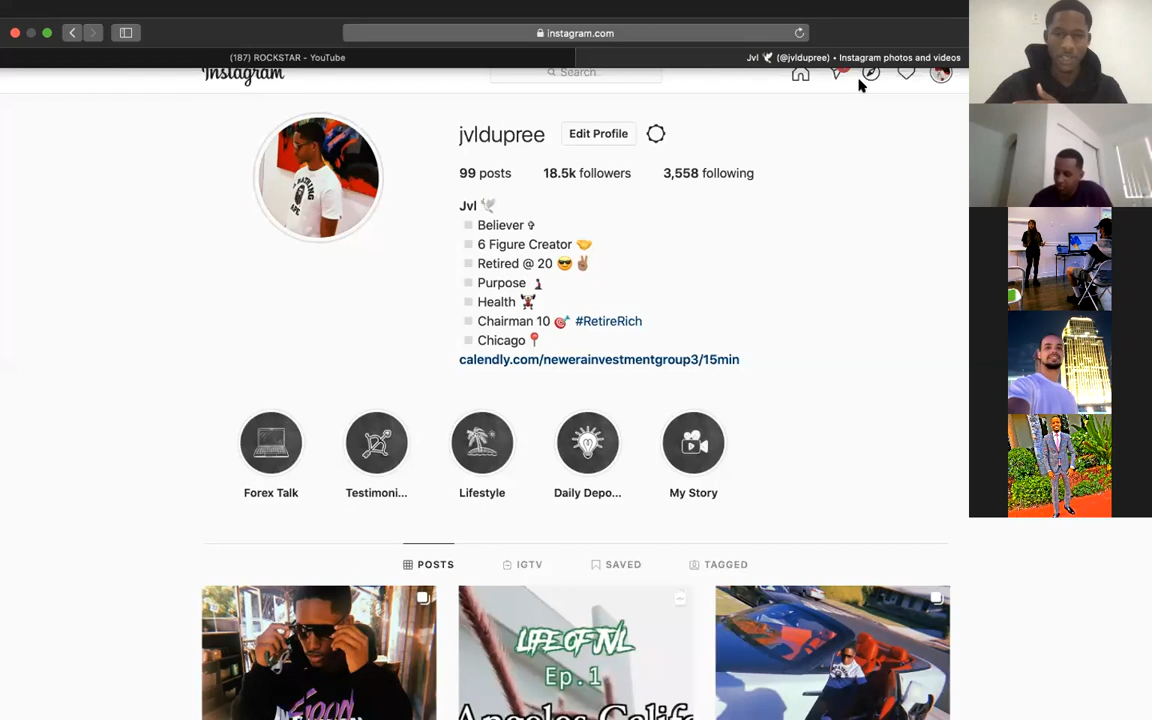 instagram.com
(187) ROCKSTAR - YouTube
Jvl 🕊 (@jvldupree) • Instagram photos and videos
Instagram
Search
jvldupree
Edit Profile
99 posts
18.5k followers
3,558 following
Jvl 🕊
Believer ✞
6 Figure Creator 🤝
Retired @ 20 😎 ✌🏽
Purpose 🧎🏾‍♂️
Health 🏋🏾
Chairman 10 🎯 #RetireRich
Chicago📍
calendly.com/newerainvestmentgroup3/15min
Forex Talk
Testimoni...
Lifestyle
Daily Depo...
My Story
POSTS
IGTV
SAVED
TAGGED
LIFE OF JVL
Ep.1